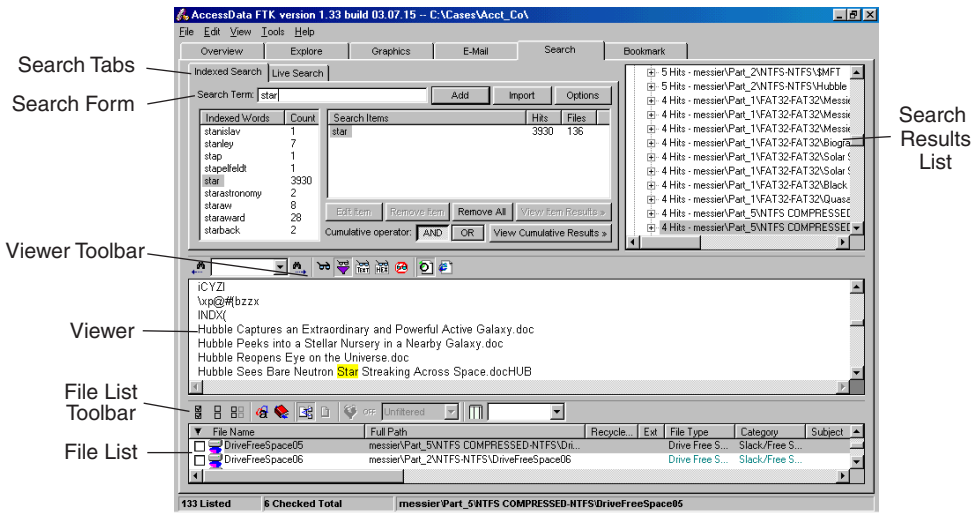 AccessData FTK version 1.33 build 03.07.15 -- C:\Cases\Acct_Co\
File Edit View Tools Help
Overview Explore Graphics E-Mail Search Bookmark
Search Tabs
Indexed Search Live Search
Search Form
Search Term: star Add Import Options
Indexed Words Count
stanislav 1
stanley 7
stap 1
stapelfeldt 1
star 3930
starastronomy 2
staraw 8
staraward 28
starback 2
Search Items Hits Files
star 3930 136
Edit Item Remove Item Remove All View Item Results »
Cumulative operator: AND OR View Cumulative Results »
5 Hits - messier\Part_2\NTFS-NTFS\$MFT
5 Hits - messier\Part_2\NTFS-NTFS\Hubble
4 Hits - messier\Part_1\FAT32-FAT32\Messie
4 Hits - messier\Part_1\FAT32-FAT32\Messie
4 Hits - messier\Part_1\FAT32-FAT32\Messie
4 Hits - messier\Part_1\FAT32-FAT32\Biogra
4 Hits - messier\Part_1\FAT32-FAT32\Solar S
4 Hits - messier\Part_1\FAT32-FAT32\Solar S
4 Hits - messier\Part_1\FAT32-FAT32\Black
4 Hits - messier\Part_1\FAT32-FAT32\Quasa
4 Hits - messier\Part_5\NTFS COMPRESSED
4 Hits - messier\Part_5\NTFS COMPRESSED
Search
Results
List
Viewer Toolbar
TEXT HEX
Viewer
iCYZI
\xp@#{bzzx
INDX(
Hubble Captures an Extraordinary and Powerful Active Galaxy.doc
Hubble Peeks into a Stellar Nursery in a Nearby Galaxy.doc
Hubble Reopens Eye on the Universe.doc
Hubble Sees Bare Neutron Star Streaking Across Space.docHUB
File List
Toolbar
OFF Unfiltered
File List
File Name Full Path Recycle... Ext File Type Category Subject
DriveFreeSpace05 messier\Part_5\NTFS COMPRESSED-NTFS\Dri... Drive Free S... Slack/Free S...
DriveFreeSpace06 messier\Part_2\NTFS-NTFS\DriveFreeSpace06 Drive Free S... Slack/Free S...
133 Listed 6 Checked Total messier\Part_5\NTFS COMPRESSED-NTFS\DriveFreeSpace05